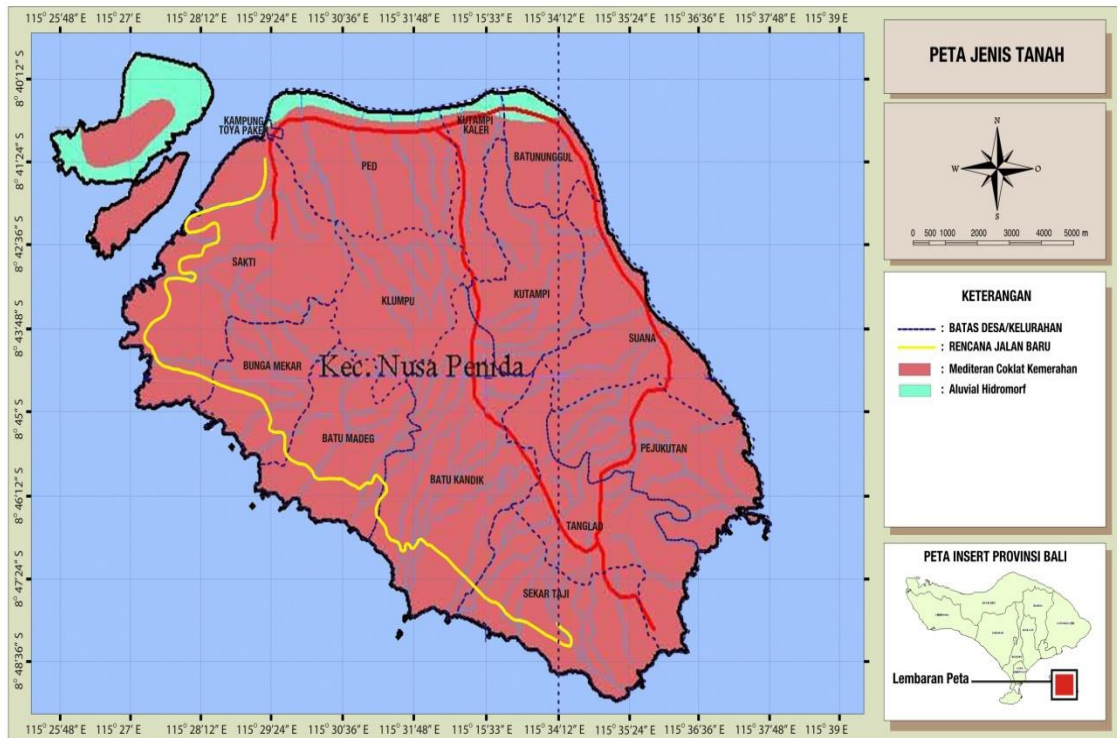 115° 25'48" E 115° 27' E 115° 28'12" E 115° 29'24" E 115° 30'36" E 115° 31'48" E 115° 15'33" E 115° 34'12" E 115° 35'24" E 115° 36'36" E 115° 37'48" E 115° 39' E
8° 40'12" S
8° 41'24" S
8° 42'36" S
8° 43'48" S
8° 45" S
8° 46'12" S
8° 47'24" S
8° 48'36" S
KAMPUNG
TOYA PAKEH
KUTAMPI
KALER
PED
BATUNUNGGUL
SAKTI
KLUMPU
KUTAMPI
SUANA
BUNGA MEKAR
Kec. Nusa Penida
BATU MADEG
PEJUKUTAN
BATU KANDIK
TANGLAD
SEKAR TAJI
115° 25'48" E 115° 27' E 115° 28'12" E 115° 29'24" E 115° 30'36" E 115° 31'48" E 115° 15'33" E 115° 34'12" E 115° 35'24" E 115° 36'36" E 115° 37'48" E 115° 39' E
PETA JENIS TANAH
N
W O
S
0 500 1000 2000 3000 4000 5000 m
KETERANGAN
: BATAS DESA/KELURAHAN
: RENCANA JALAN BARU
: Mediteran Coklat Kemerahan
: Aluvial Hidromorf
PETA INSERT PROVINSI BALI
Lembaran Peta